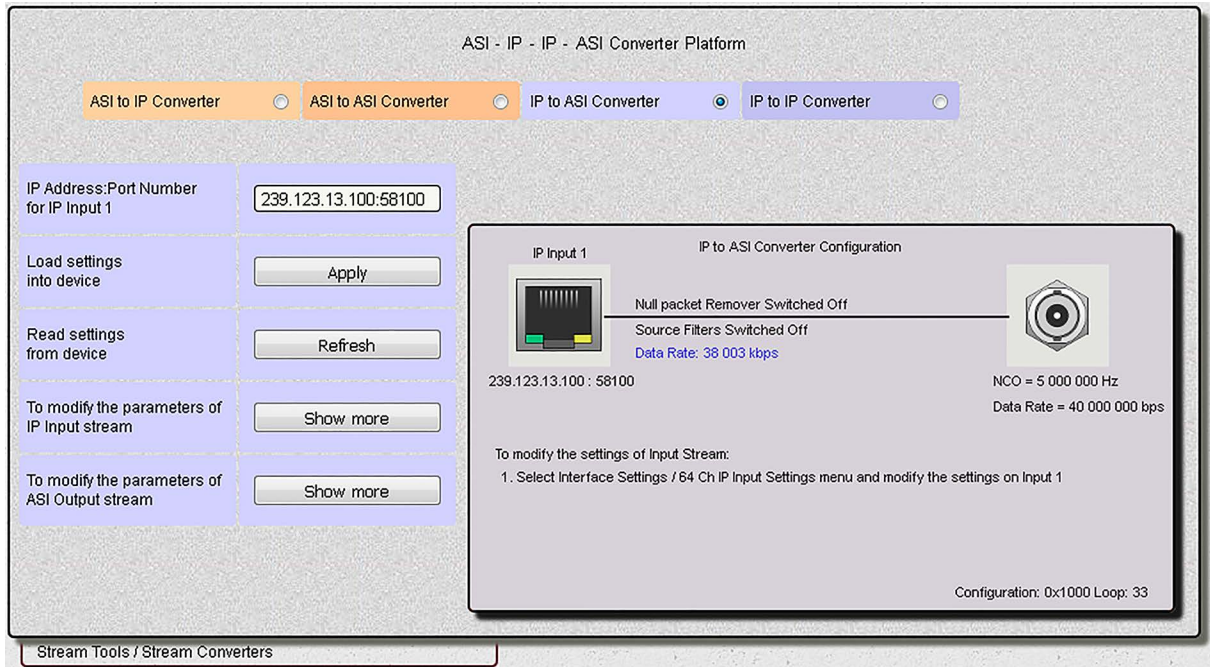 ASI - IP - IP - ASI Converter Platform
ASI to IP Converter
ASI to ASI Converter
IP to ASI Converter
IP to IP Converter
IP Address:Port Number
for IP Input 1
239.123.13.100:58100
Load settings
into device
Apply
Read settings
from device
Refresh
To modify the parameters of
IP Input stream
Show more
To modify the parameters of
ASI Output stream
Show more
IP Input 1
IP to ASI Converter Configuration
Null packet Remover Switched Off
Source Filters Switched Off
Data Rate: 38 003 kbps
239.123.13.100 : 58100
NCO = 5 000 000 Hz
Data Rate = 40 000 000 bps
To modify the settings of Input Stream:
1. Select Interface Settings / 64 Ch IP Input Settings menu and modify the settings on Input 1
Configuration: 0x1000 Loop: 33
Stream Tools / Stream Converters